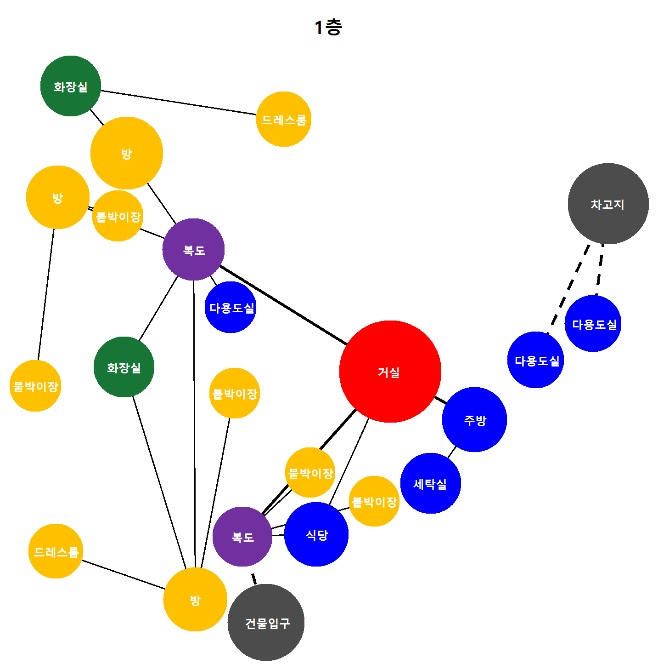 1층
화장실
드레스룸
방
방
붙박이장
차고지
복도
다용도실
다용도실
다용도실
화장실
거실
붙박이장
붙박이장
주방
붙박이장
세탁실
붙박이장
복도
식당
드레스룸
방
건물입구